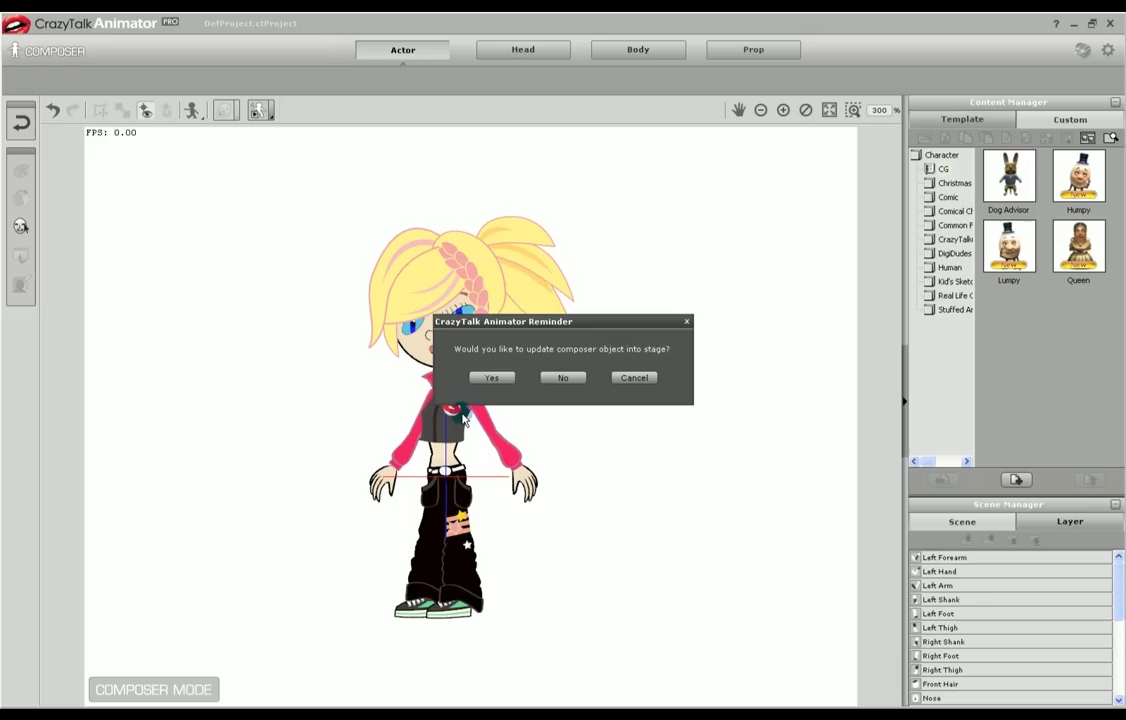 CrazyTalk Animator PRO
DefProject.ctProject
?
COMPOSER
Actor
Head
Body
Prop
300 %
FPS: 0.00
Content Manager
Template
Custom
Character
CG
Christmas
Comic
Comical Ch
Common F
CrazyTalk
DigiDudes
Human
Kid's Sketc
Real Life C
Stuffed An
Dog Advisor
New
Humpy
New
Lumpy
Queen
CrazyTalk Animator Reminder
x
Would you like to update composer object into stage?
Yes
No
Cancel
Scene Manager
Scene
Layer
Left Forearm
Left Hand
Left Arm
Left Shank
Left Foot
Left Thigh
Right Shank
Right Foot
Right Thigh
Front Hair
Nose
COMPOSER MODE